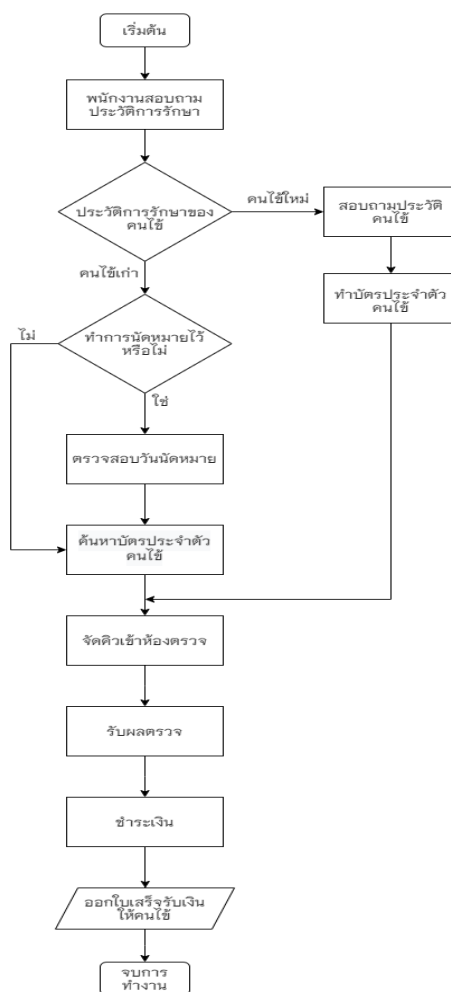 เริ่มต้น
พนักงานสอบถาม
ประวัติการรักษา
ประวัติการรักษาของ
คนไข้
คนไข้ใหม่
สอบถามประวัติ
คนไข้
ทำบัตรประจำตัว
คนไข้
คนไข้เก่า
ทำการนัดหมายไว้
หรือไม่
ไม่
ใช่
ตรวจสอบวันนัดหมาย
ค้นหาบัตรประจำตัว
คนไข้
จัดคิวเข้าห้องตรวจ
รับผลตรวจ
ชำระเงิน
ออกใบเสร็จรับเงิน
ให้คนไข้
จบการ
ทำงาน